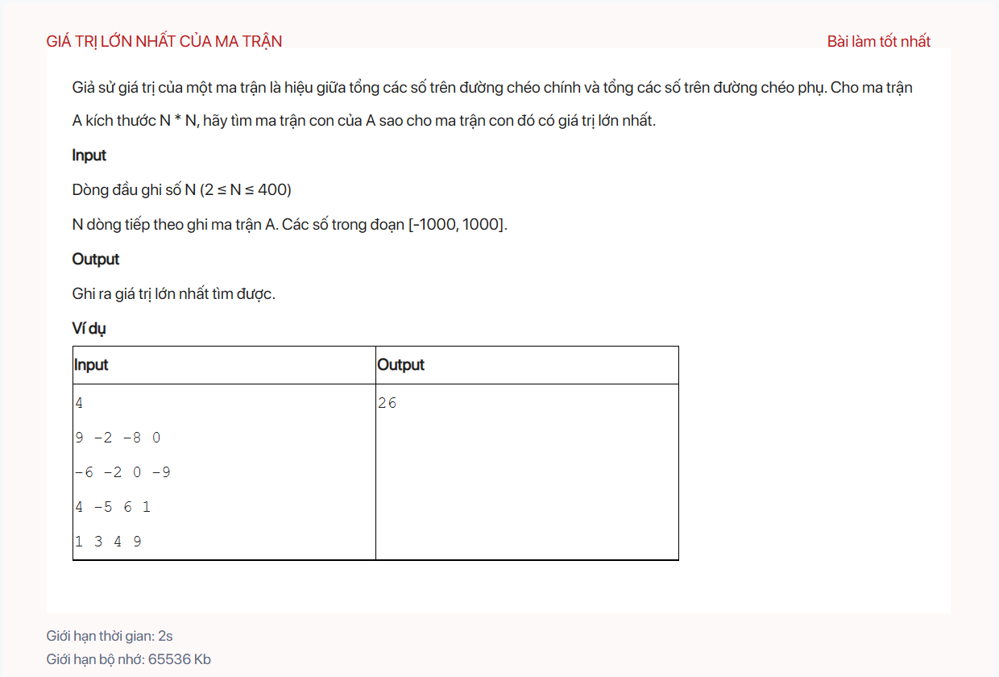 GIÁ TRỊ LỚN NHẤT CỦA MA TRẬN
Bài làm tốt nhất
Giả sử giá trị của một ma trận là hiệu giữa tổng các số trên đường chéo chính và tổng các số trên đường chéo phụ. Cho ma trận
A kích thước N * N, hãy tìm ma trận con của A sao cho ma trận con đó có giá trị lớn nhất.
Input
Dòng đầu ghi số N (2 ≤ N ≤ 400)
N dòng tiếp theo ghi ma trận A. Các số trong đoạn [-1000, 1000].
Output
Ghi ra giá trị lớn nhất tìm được.
Ví dụ
Input Output
4 26
9 -2 -8 0
-6 -2 0 -9
4 -5 6 1
1 3 4 9
Giới hạn thời gian: 2s
Giới hạn bộ nhớ: 65536 Kb